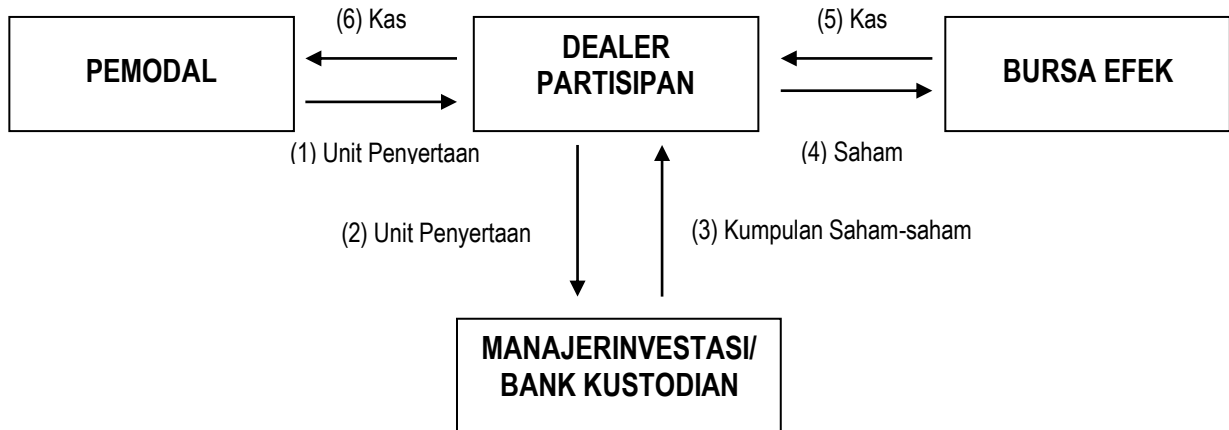 (6) Kas
(5) Kas
PEMODAL
DEALER
PARTISIPAN
BURSA EFEK
(1) Unit Penyertaan
(4) Saham
(2) Unit Penyertaan
(3) Kumpulan Saham-saham
MANAJERINVESTASI/
BANK KUSTODIAN